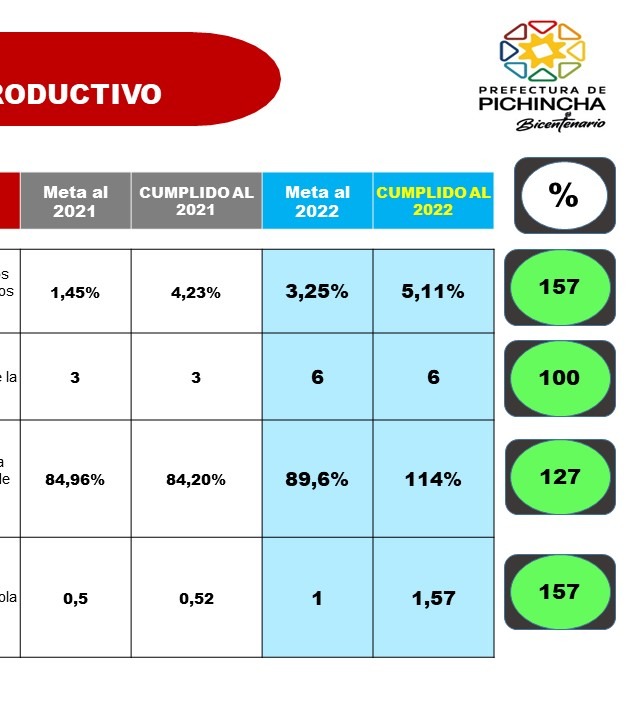 RODUCTIVO
PREFECTURA DE
PICHINCHA
Bicentenario
Meta al
2021
CUMPLIDO AL
2021
Meta al
2022
CUMPLIDO AL
2022
%
os
os
1,45%
4,23%
3,25%
5,11%
157
e la
3
3
6
6
100
a
de
84,96%
84,20%
89,6%
114%
127
ola
0,5
0,52
1
1,57
157